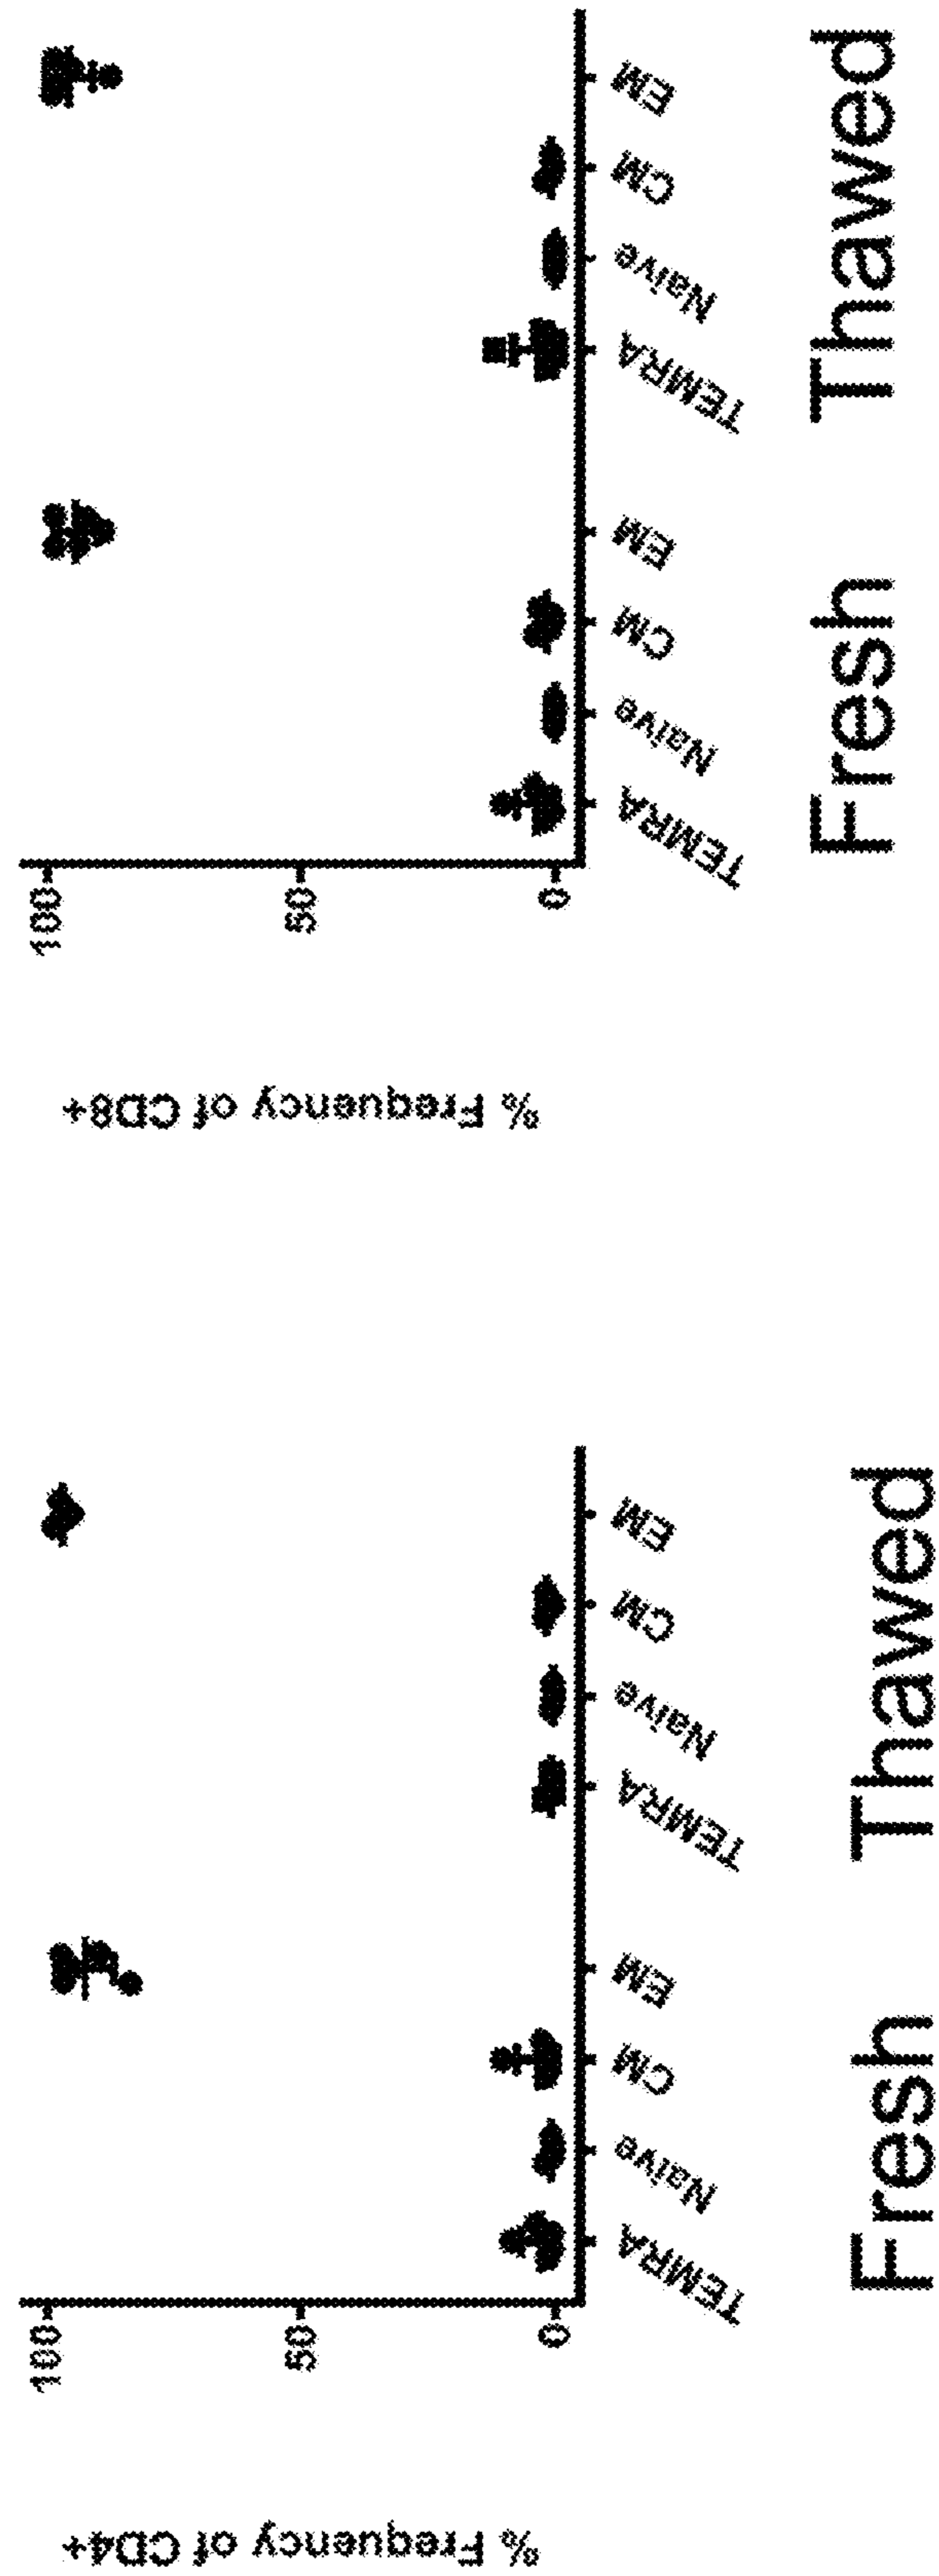 % Frequency of CD4+
100
50
0
TEMRA
Naive
CM
EM
TEMRA
Naive
CM
EM
Fresh
Thawed
% Frequency of CD8+
100
50
0
TEMRA
Naive
CM
EM
TEMRA
Naive
CM
EM
Fresh
Thawed